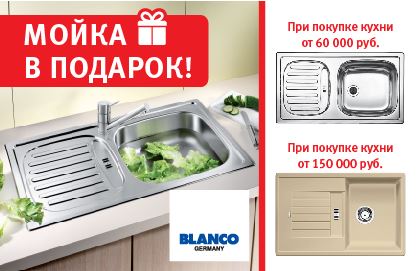 МОЙКА
В ПОДАРОК!
BLANCO
GERMANY
При покупке кухни
от 60 000 руб.
При покупке кухни
от 150 000 руб.